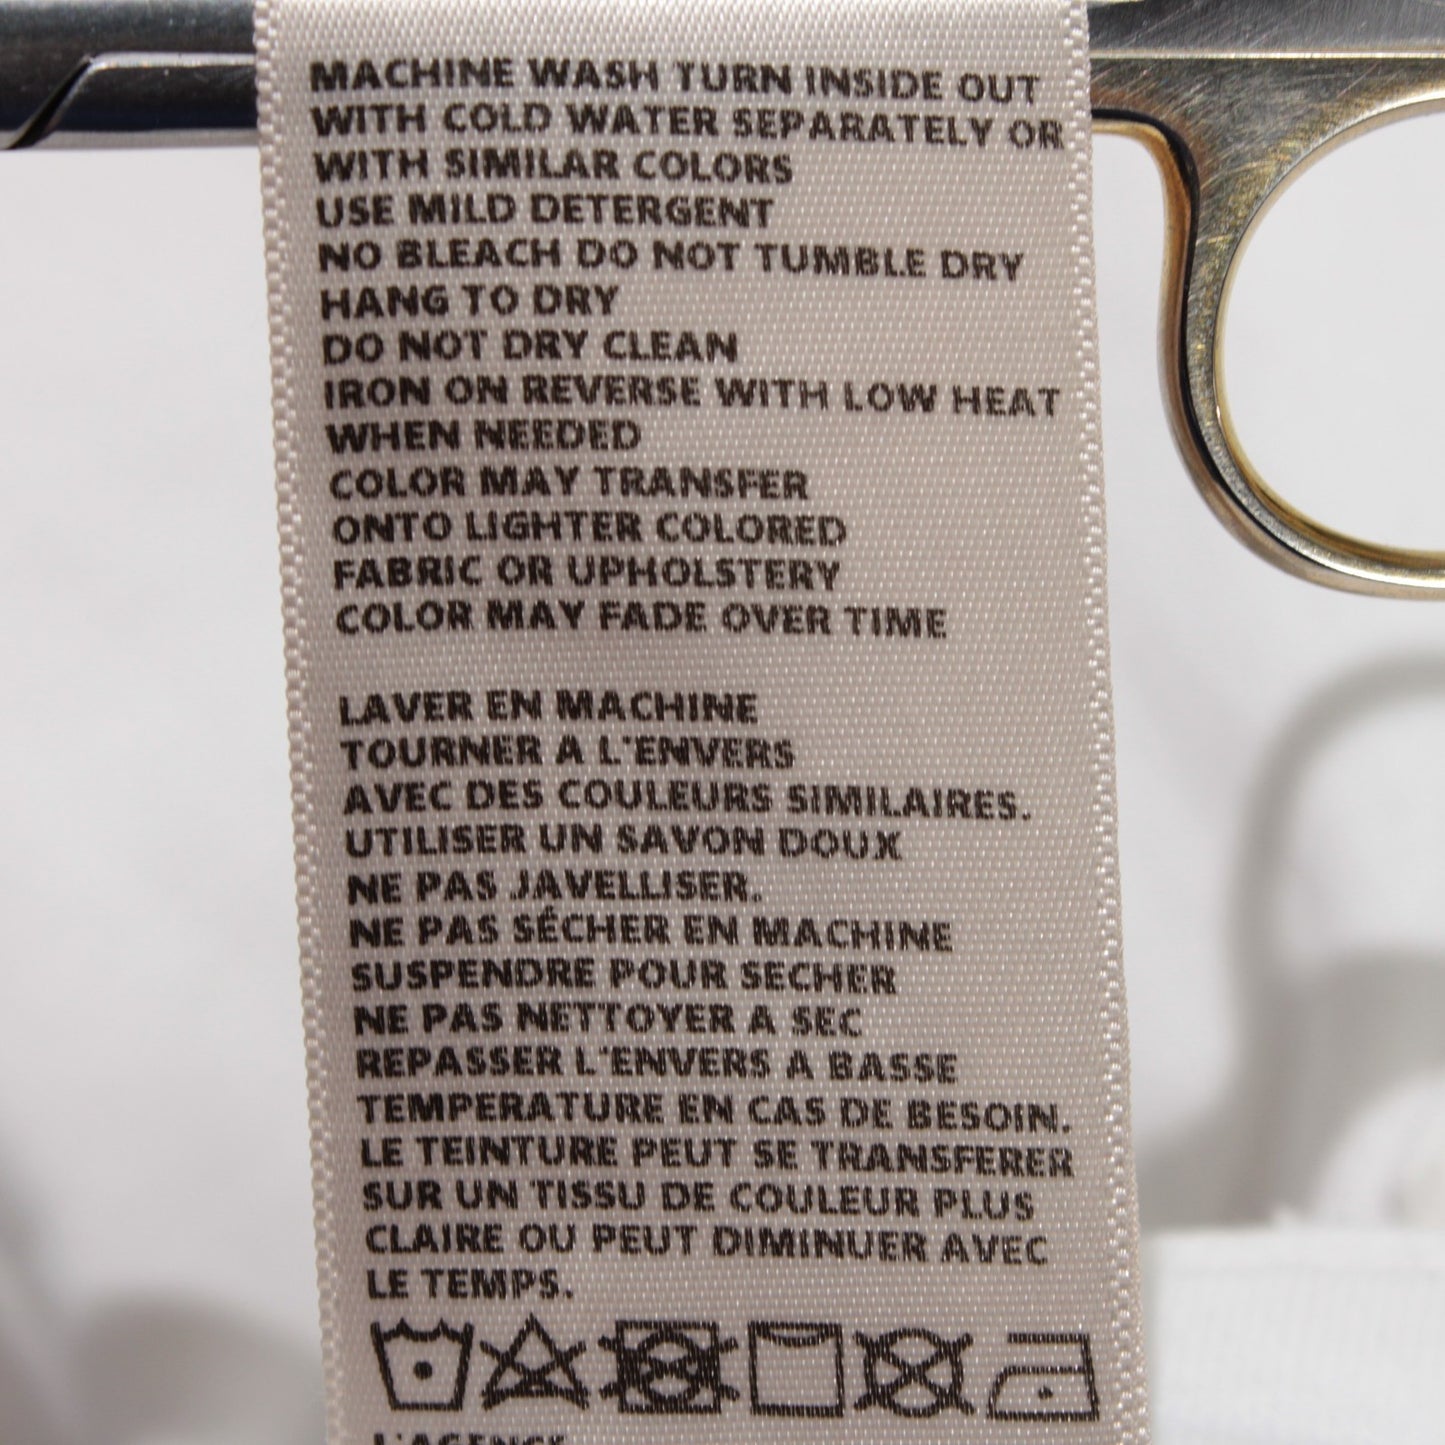 MACHINE WASH TURN INSIDE OUT
WITH COLD WATER SEPARATELY OR
WITH SIMILAR COLORS
USE MILD DETERGENT
NO BLEACH DO NOT TUMBLE DRY
HANG TO DRY
DO NOT DRY CLEAN
IRON ON REVERSE WITH LOW HEAT
WHEN NEEDED
COLOR MAY TRANSFER
ONTO LIGHTER COLORED
FABRIC OR UPHOLSTERY
COLOR MAY FADE OVER TIME
LAVER EN MACHINE
TOURNER A L'ENVERS
AVEC DES COULEURS SIMILAIRES.
UTILISER UN SAVON DOUX
NE PAS JAVELLISER.
NE PAS SÉCHER EN MACHINE
SUSPENDRE POUR SECHER
NE PAS NETTOYER A SEC
REPASSER L'ENVERS A BASSE
TEMPERATURE EN CAS DE BESOIN.
LE TEINTURE PEUT SE TRANSFERER
SUR UN TISSU DE COULEUR PLUS
CLAIRE OU PEUT DIMINUER AVEC
LE TEMPS.
L'AGENCE